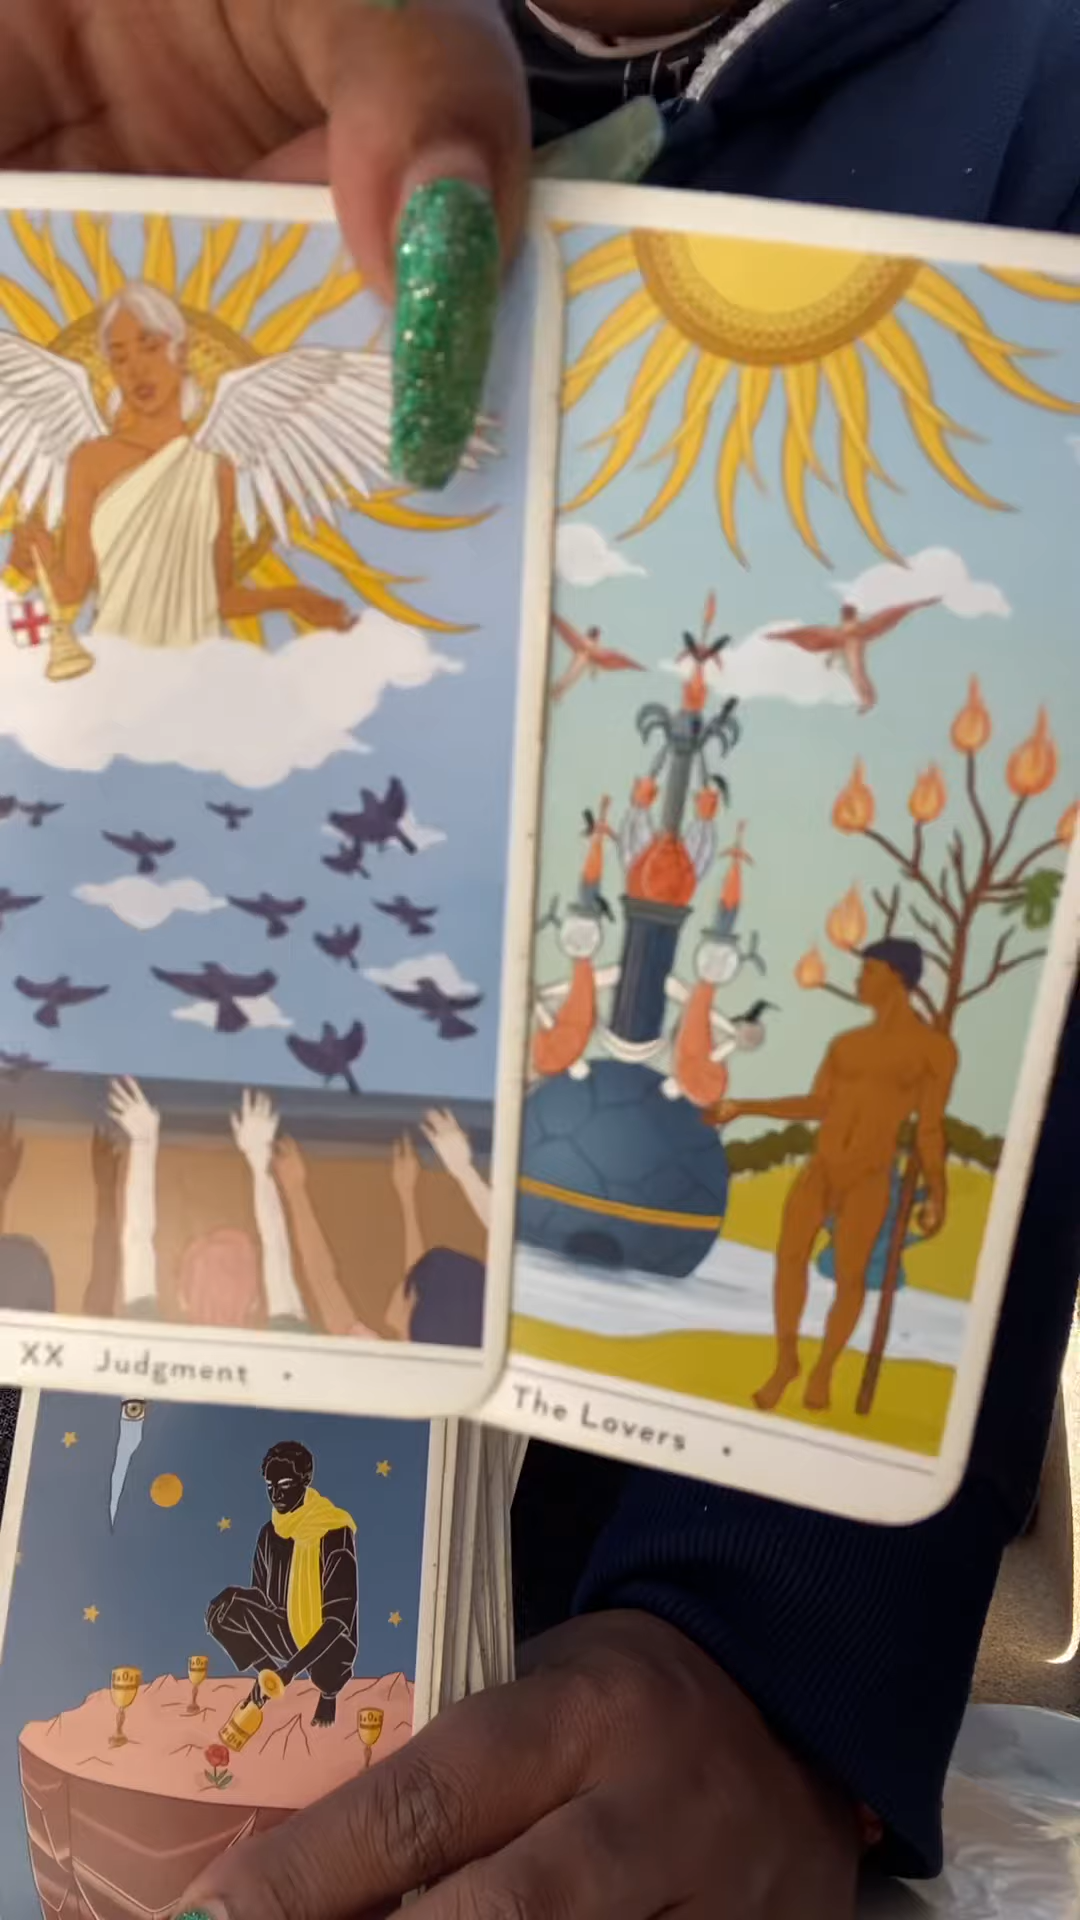 XX Judgment •
The Lovers •